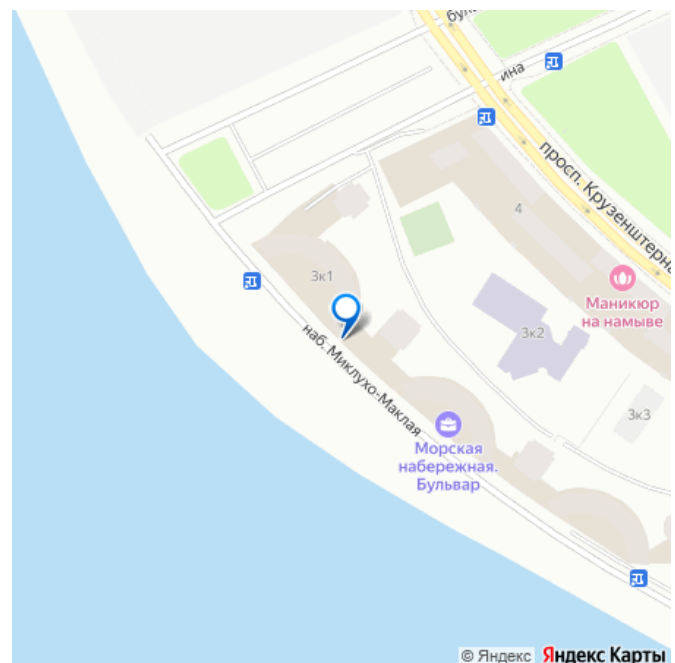 ина
просп. Крузенштерна
4
3к1
Маникюр
на намыве
3к2
наб. Миклухо-Маклая
3к3
Морская
набережная.
Бульвар
© Яндекс Яндекс Карты